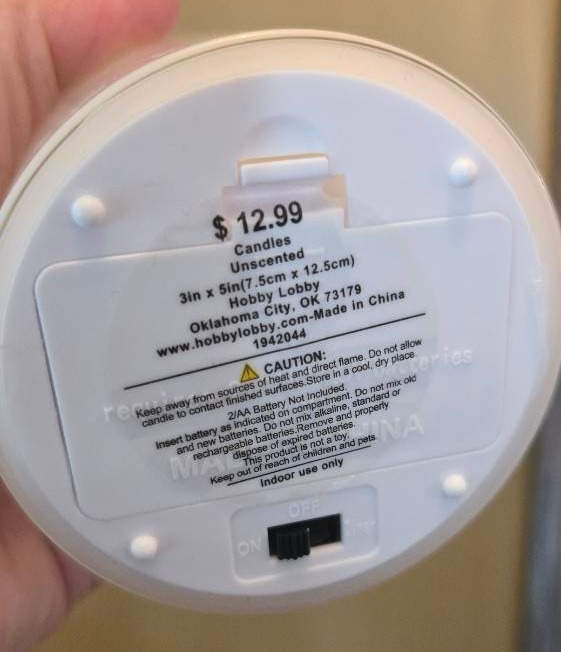 $ 12.99
Candles
Unscented
3in x 5in(7.5cm x 12.5cm)
Hobby Lobby
Oklahoma City, OK 73179
www.hobbylobby.com-Made in China
1942044
CAUTION:
Keep away from sources of heat and direct flame. Do not allow
candle to contact finished surfaces.Store in a cool, dry place.
2/AA Battery Not Included.
Insert battery as indicated on compartment. Do not mix old
and new batteries. Do not mix alkaline, standard or
rechargeable batteries.Remove and properly
dispose of expired batteries.
This product is not a toy.
Keep out of reach of children and pets.
Indoor use only
batteries
CHINA
OFF
ON